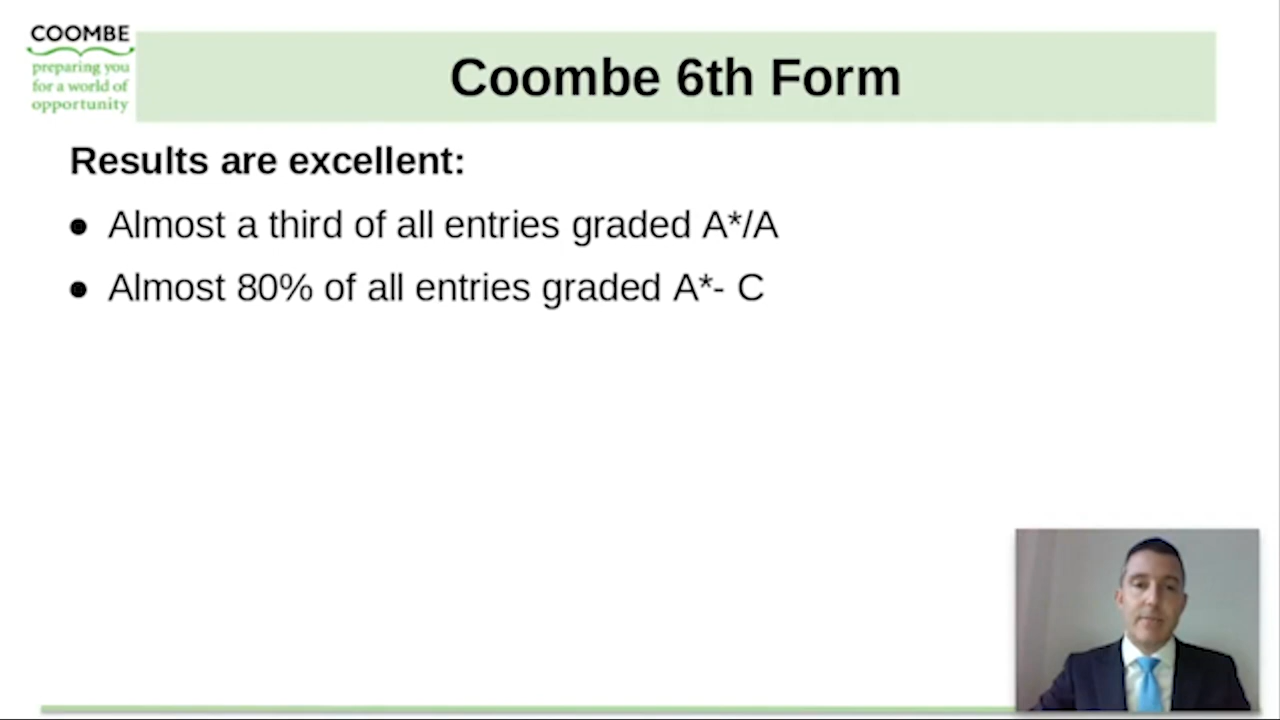 COOMBE
preparing you
for a world of
opportunity
Coombe 6th Form
Results are excellent:
● Almost a third of all entries graded A*/A
● Almost 80% of all entries graded A*- C